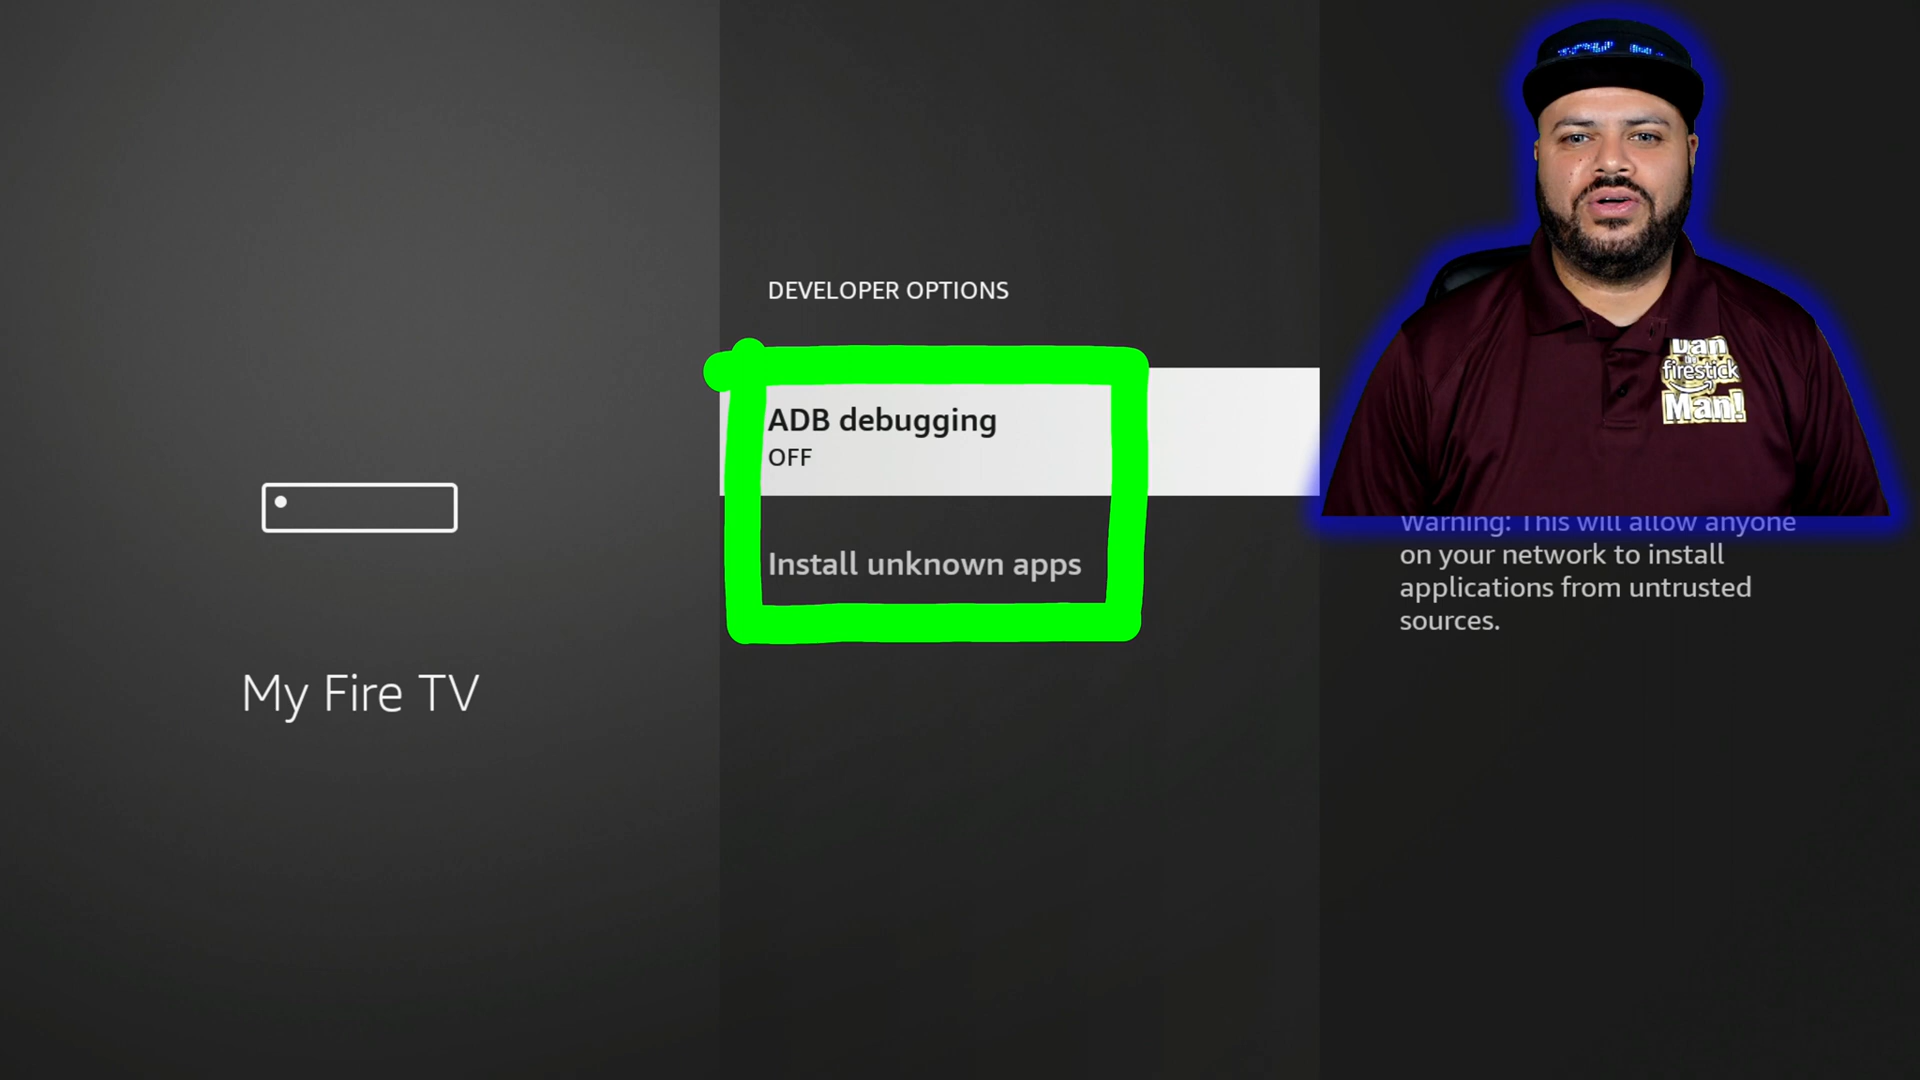 DEVELOPER OPTIONS
ADB debugging
OFF
Install unknown apps
My Fire TV
Dan
firestick
Man!
Warning: This will allow anyone
on your network to install
applications from untrusted
sources.